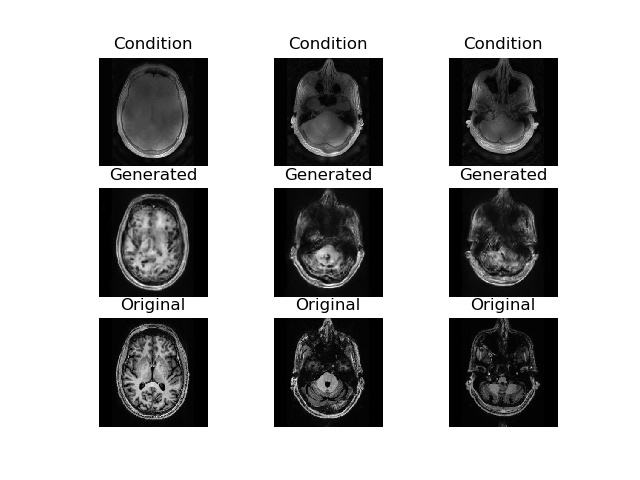 Condition Condition Condition
Generated Generated Generated
Original Original Original